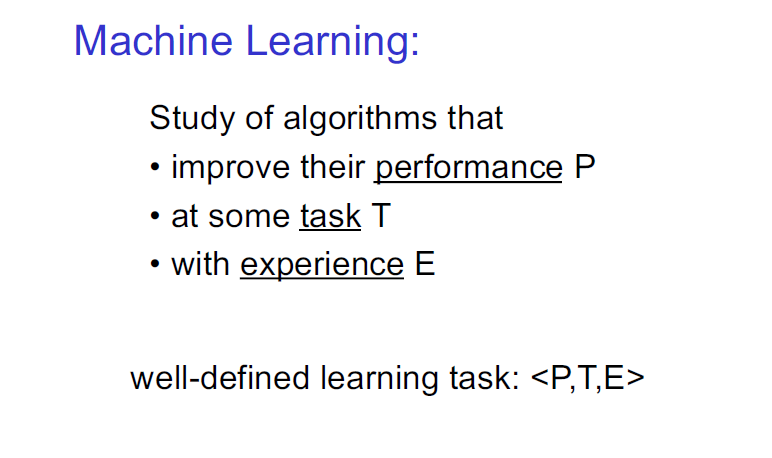 Machine Learning:
Study of algorithms that
• improve their performance P
• at some task T
• with experience E
well-defined learning task: <P,T,E>